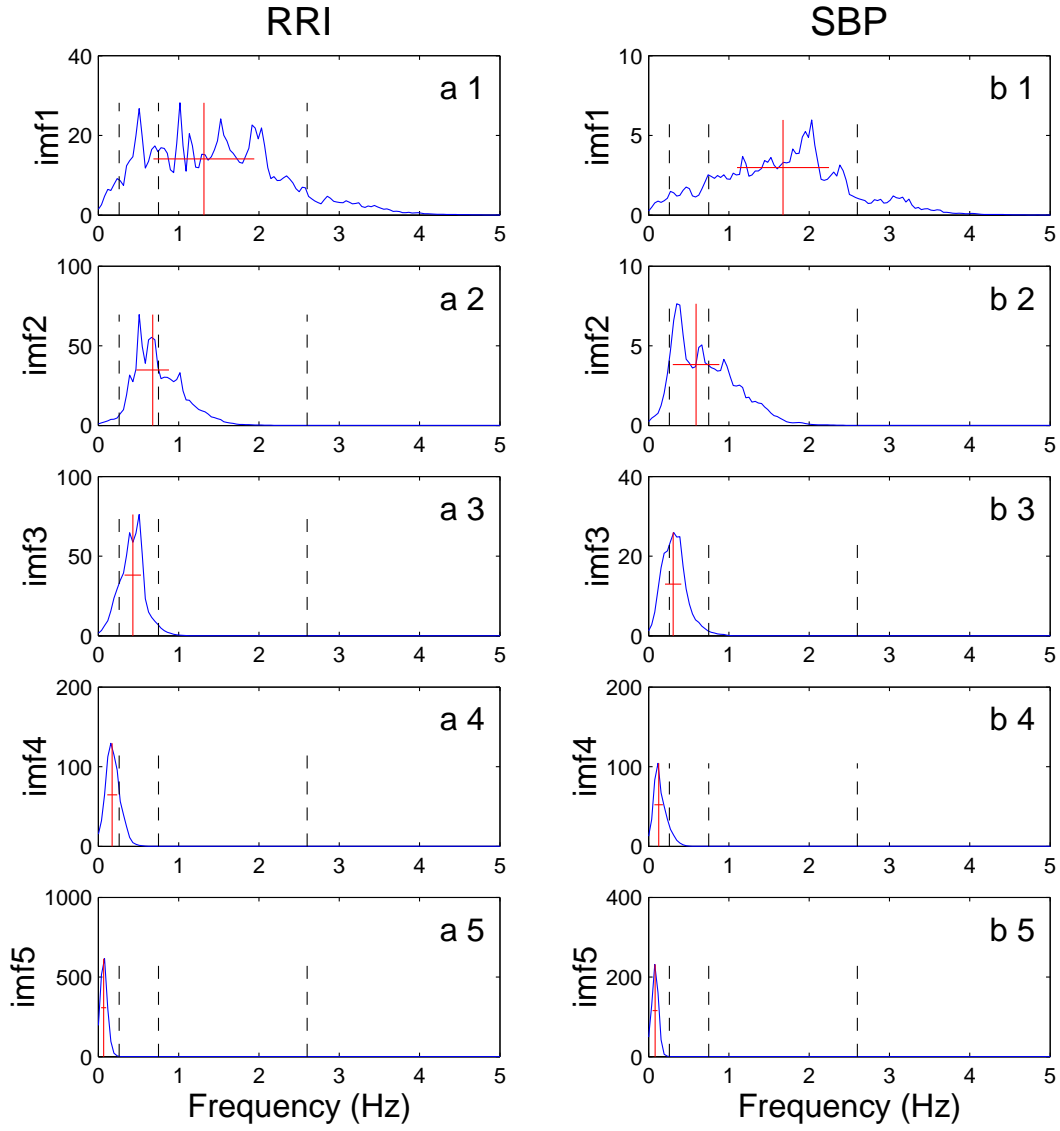 RRI
SBP
40
20
0
imf1
a 1
0 1 2 3 4 5
10
5
0
imf1
b 1
0 1 2 3 4 5
100
50
0
imf2
a 2
0 1 2 3 4 5
10
5
0
imf2
b 2
0 1 2 3 4 5
100
50
0
imf3
a 3
0 1 2 3 4 5
40
20
0
imf3
b 3
0 1 2 3 4 5
200
100
0
imf4
a 4
0 1 2 3 4 5
200
100
0
imf4
b 4
0 1 2 3 4 5
1000
500
0
imf5
a 5
0 1 2 3 4 5
Frequency (Hz)
400
200
0
imf5
b 5
0 1 2 3 4 5
Frequency (Hz)